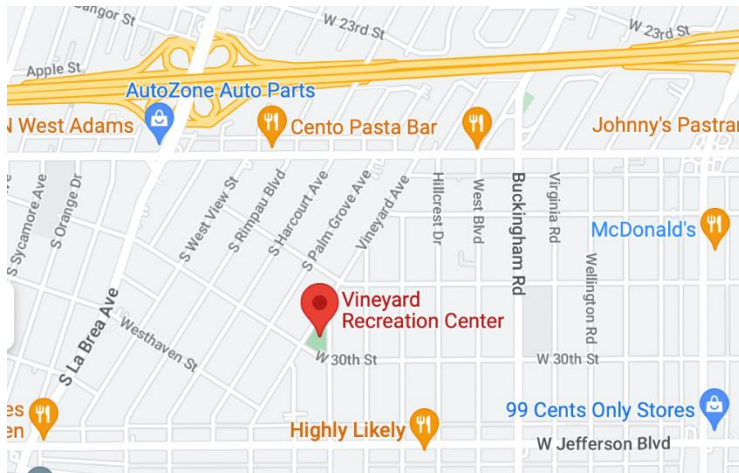 Bangor St
W 23rd St
W 23rd St
Apple St
AutoZone Auto Parts
N West Adams
Cento Pasta Bar
Johnny's Pastram
S Sycamore Ave
S Orange Dr
S West View St
S Rimpau Blvd
S Harcourt Ave
S Palm Grove Ave
Vineyard Ave
Hillcrest Dr
West Blvd
Buckingham Rd
Virginia Rd
Wellington Rd
McDonald's
S La Brea Ave
Westhaven St
Vineyard
Recreation Center
W 30th St
W 30th St
es
en
Highly Likely
99 Cents Only Stores
W Jefferson Blvd